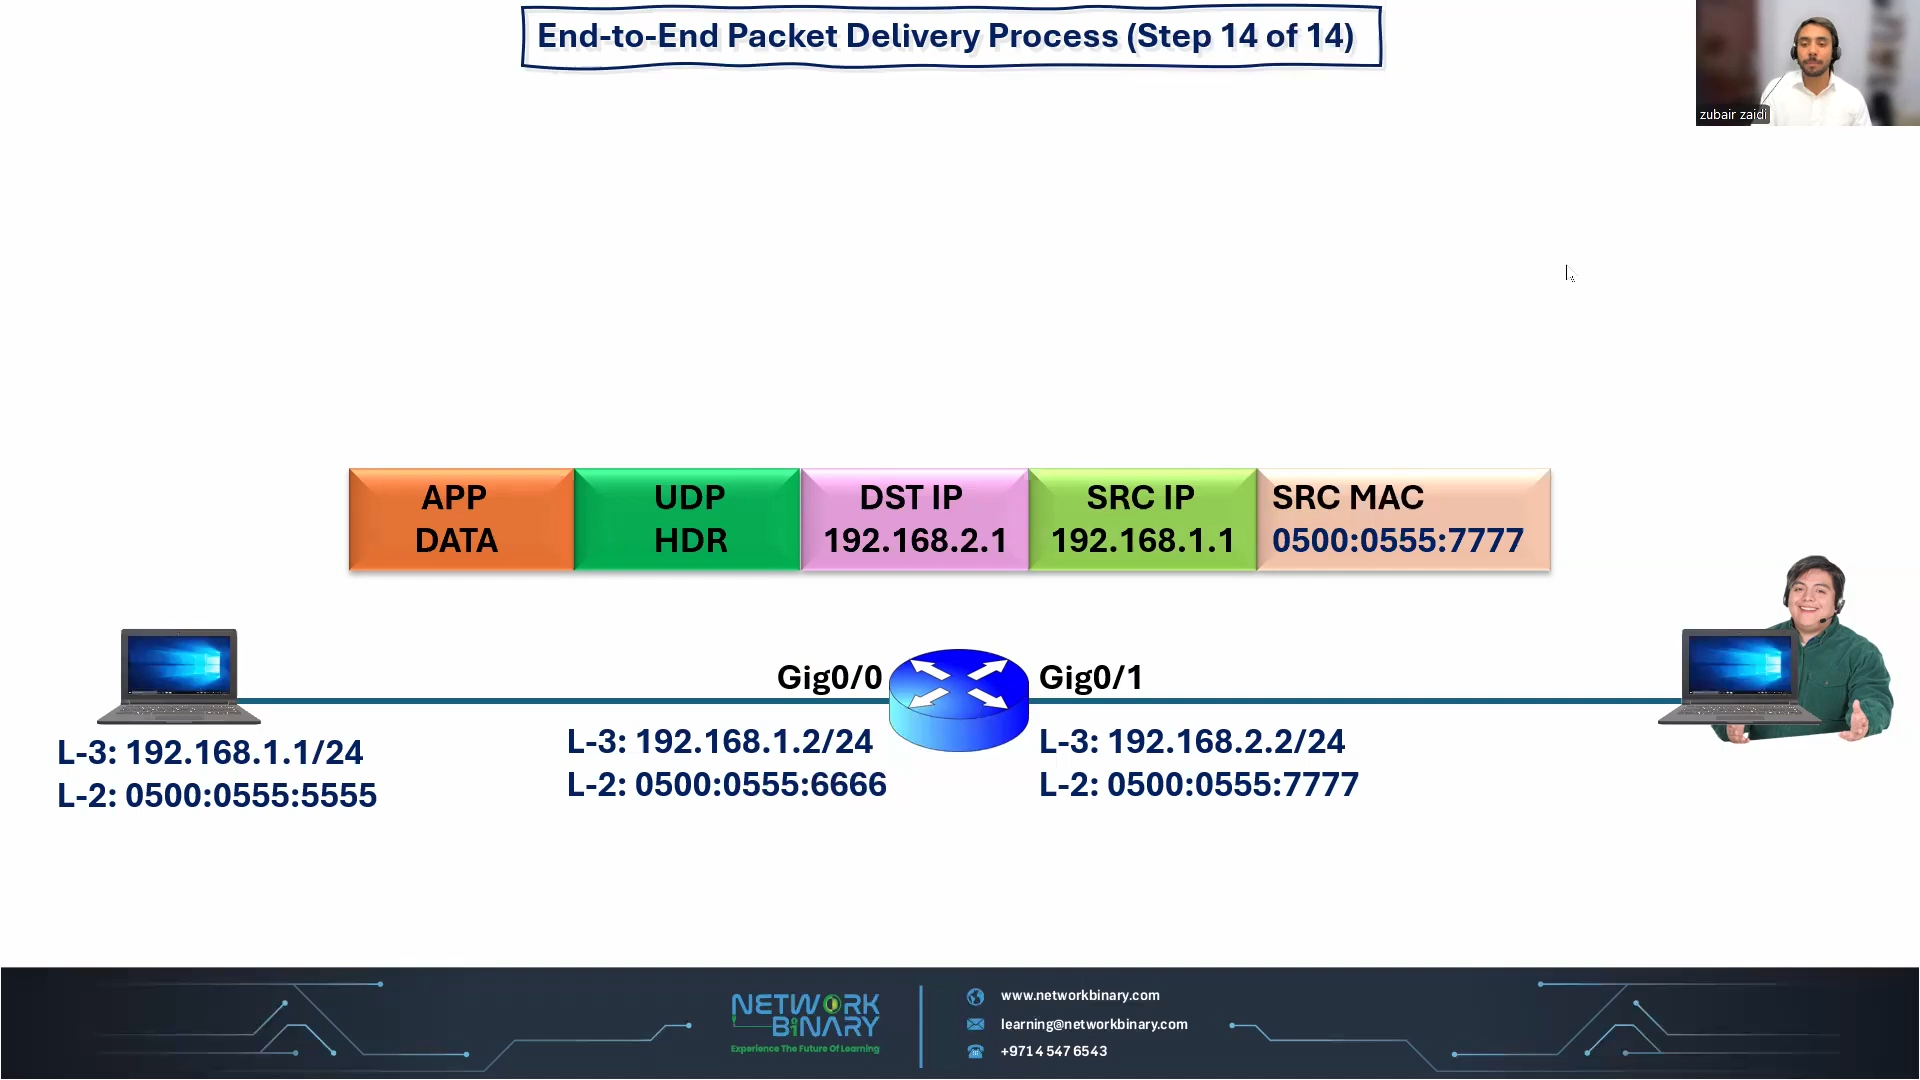 End-to-End Packet Delivery Process (Step 14 of 14)
zubair zaidi
APP
DATA
UDP
HDR
DST IP
192.168.2.1
SRC IP
192.168.1.1
SRC MAC
0500:0555:7777
Gig0/0
Gig0/1
L-3: 192.168.1.1/24
L-2: 0500:0555:5555
L-3: 192.168.1.2/24
L-2: 0500:0555:6666
L-3: 192.168.2.2/24
L-2: 0500:0555:7777
NETWORK
BINARY
Experience The Future Of Learning
www.networkbinary.com
learning@networkbinary.com
+971 4 547 6543